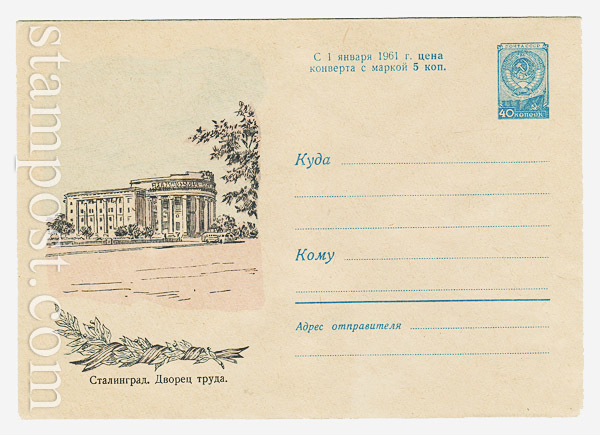 С 1 января 1961 г. цена
конверта с маркой 5 коп.
ПОЧТА СССР
40 КОПЕЕК
Куда
Кому
Адрес отправителя
Сталинград. Дворец труда.
stampost.com